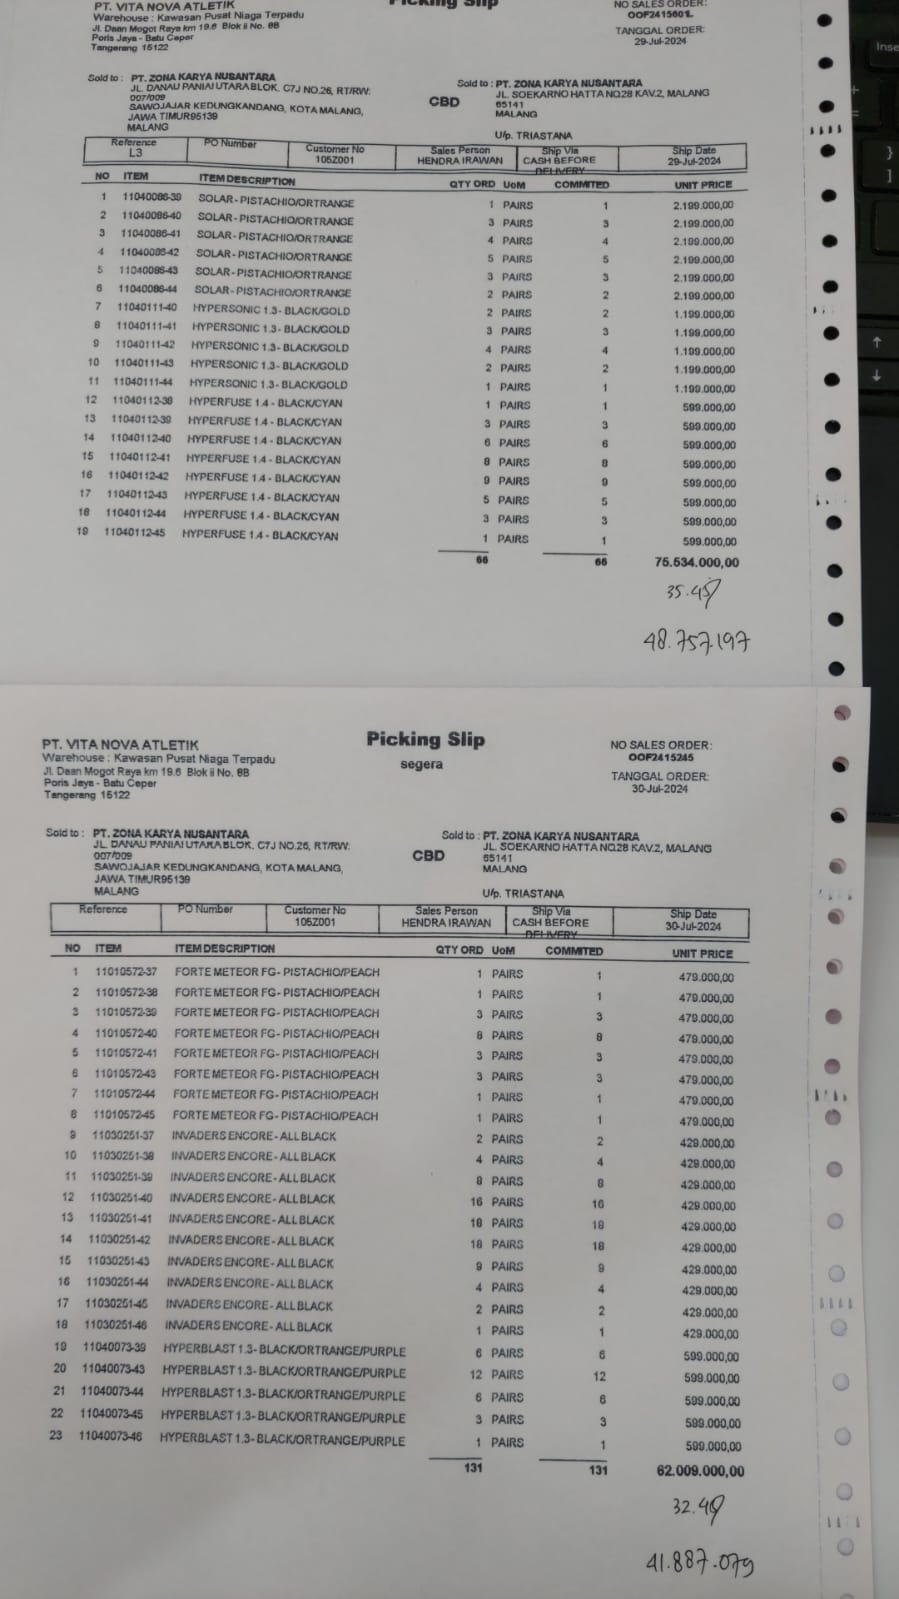 Picking Slip
PT. VITA NOVA ATLETIK
Warehouse : Kawasan Pusat Niaga Terpadu
Jl. Daan Mogot Raya km 19.6 Blok ii No. 8B
Poris Jaya - Batu Ceper
Tangerang 15122
NO SALES ORDER:
OOF2415601.
TANGGAL ORDER:
29-Jul-2024
Sold to : PT. ZONA KARYA NUSANTARA
JL. DANAU PANIAI UTARA BLOK. C7J NO.26, RT/RW:
007/009
SAWOJAJAR KEDUNGKANDANG, KOTA MALANG,
JAWA TIMUR 65139
MALANG
CBD
Sold to : PT. ZONA KARYA NUSANTARA
JL. SOEKARNO HATTA NO.28 KAV.2, MALANG
65141
MALANG
U/p. TRIASTANA
Reference PO Number Customer No Sales Person Ship Via Ship Date
L3 105Z001 HENDRA IRAWAN CASH BEFORE DELIVERY 29-Jul-2024
NO ITEM ITEM DESCRIPTION QTY ORD UoM COMMITED UNIT PRICE
1 11040086-39 SOLAR - PISTACHIO/ORTRANGE 1 PAIRS 1 2.199.000,00
2 11040086-40 SOLAR - PISTACHIO/ORTRANGE 3 PAIRS 3 2.199.000,00
3 11040086-41 SOLAR - PISTACHIO/ORTRANGE 4 PAIRS 4 2.199.000,00
4 11040086-42 SOLAR - PISTACHIO/ORTRANGE 5 PAIRS 5 2.199.000,00
5 11040086-43 SOLAR - PISTACHIO/ORTRANGE 3 PAIRS 3 2.199.000,00
6 11040086-44 SOLAR - PISTACHIO/ORTRANGE 2 PAIRS 2 2.199.000,00
7 11040111-40 HYPERSONIC 1.3 - BLACK/GOLD 2 PAIRS 2 1.199.000,00
8 11040111-41 HYPERSONIC 1.3 - BLACK/GOLD 3 PAIRS 3 1.199.000,00
9 11040111-42 HYPERSONIC 1.3 - BLACK/GOLD 4 PAIRS 4 1.199.000,00
10 11040111-43 HYPERSONIC 1.3 - BLACK/GOLD 2 PAIRS 2 1.199.000,00
11 11040111-44 HYPERSONIC 1.3 - BLACK/GOLD 1 PAIRS 1 1.199.000,00
12 11040112-38 HYPERFUSE 1.4 - BLACK/CYAN 1 PAIRS 1 599.000,00
13 11040112-39 HYPERFUSE 1.4 - BLACK/CYAN 3 PAIRS 3 599.000,00
14 11040112-40 HYPERFUSE 1.4 - BLACK/CYAN 6 PAIRS 6 599.000,00
15 11040112-41 HYPERFUSE 1.4 - BLACK/CYAN 8 PAIRS 8 599.000,00
16 11040112-42 HYPERFUSE 1.4 - BLACK/CYAN 9 PAIRS 9 599.000,00
17 11040112-43 HYPERFUSE 1.4 - BLACK/CYAN 5 PAIRS 5 599.000,00
18 11040112-44 HYPERFUSE 1.4 - BLACK/CYAN 3 PAIRS 3 599.000,00
19 11040112-45 HYPERFUSE 1.4 - BLACK/CYAN 1 PAIRS 1 599.000,00
66 66 75.534.000,00
48.757.197
PT. VITA NOVA ATLETIK
Warehouse : Kawasan Pusat Niaga Terpadu
Jl. Daan Mogot Raya km 19.6 Blok ii No. 8B
Poris Jaya - Batu Ceper
Tangerang 15122
Picking Slip
segera
NO SALES ORDER:
OOF2415245
TANGGAL ORDER:
30-Jul-2024
Sold to : PT. ZONA KARYA NUSANTARA
JL. DANAU PANIAI UTARA BLOK. C7J NO.26, RT/RW:
007/009
SAWOJAJAR KEDUNGKANDANG, KOTA MALANG,
JAWA TIMUR 65139
MALANG
CBD
Sold to : PT. ZONA KARYA NUSANTARA
JL. SOEKARNO HATTA NO.28 KAV.2, MALANG
65141
MALANG
U/p. TRIASTANA
Reference PO Number Customer No Sales Person Ship Via Ship Date
105Z001 HENDRA IRAWAN CASH BEFORE DELIVERY 30-Jul-2024
NO ITEM ITEM DESCRIPTION QTY ORD UoM COMMITED UNIT PRICE
1 11010572-37 FORTE METEOR FG - PISTACHIO/PEACH 1 PAIRS 1 479.000,00
2 11010572-38 FORTE METEOR FG - PISTACHIO/PEACH 1 PAIRS 1 479.000,00
3 11010572-39 FORTE METEOR FG - PISTACHIO/PEACH 3 PAIRS 3 479.000,00
4 11010572-40 FORTE METEOR FG - PISTACHIO/PEACH 8 PAIRS 8 479.000,00
5 11010572-41 FORTE METEOR FG - PISTACHIO/PEACH 3 PAIRS 3 479.000,00
6 11010572-43 FORTE METEOR FG - PISTACHIO/PEACH 3 PAIRS 3 479.000,00
7 11010572-44 FORTE METEOR FG - PISTACHIO/PEACH 1 PAIRS 1 479.000,00
8 11010572-45 FORTE METEOR FG - PISTACHIO/PEACH 1 PAIRS 1 479.000,00
9 11030251-37 INVADERS ENCORE - ALL BLACK 2 PAIRS 2 429.000,00
10 11030251-38 INVADERS ENCORE - ALL BLACK 4 PAIRS 4 429.000,00
11 11030251-39 INVADERS ENCORE - ALL BLACK 8 PAIRS 8 429.000,00
12 11030251-40 INVADERS ENCORE - ALL BLACK 16 PAIRS 16 429.000,00
13 11030251-41 INVADERS ENCORE - ALL BLACK 18 PAIRS 18 429.000,00
14 11030251-42 INVADERS ENCORE - ALL BLACK 18 PAIRS 18 429.000,00
15 11030251-43 INVADERS ENCORE - ALL BLACK 9 PAIRS 9 429.000,00
16 11030251-44 INVADERS ENCORE - ALL BLACK 4 PAIRS 4 429.000,00
17 11030251-45 INVADERS ENCORE - ALL BLACK 2 PAIRS 2 429.000,00
18 11030251-46 INVADERS ENCORE - ALL BLACK 1 PAIRS 1 429.000,00
19 11040073-39 HYPERBLAST 1.3 - BLACK/ORTRANGE/PURPLE 6 PAIRS 6 599.000,00
20 11040073-43 HYPERBLAST 1.3 - BLACK/ORTRANGE/PURPLE 12 PAIRS 12 599.000,00
21 11040073-44 HYPERBLAST 1.3 - BLACK/ORTRANGE/PURPLE 6 PAIRS 6 599.000,00
22 11040073-45 HYPERBLAST 1.3 - BLACK/ORTRANGE/PURPLE 3 PAIRS 3 599.000,00
23 11040073-46 HYPERBLAST 1.3 - BLACK/ORTRANGE/PURPLE 1 PAIRS 1 599.000,00
131 131 62.009.000,00
41.887.079